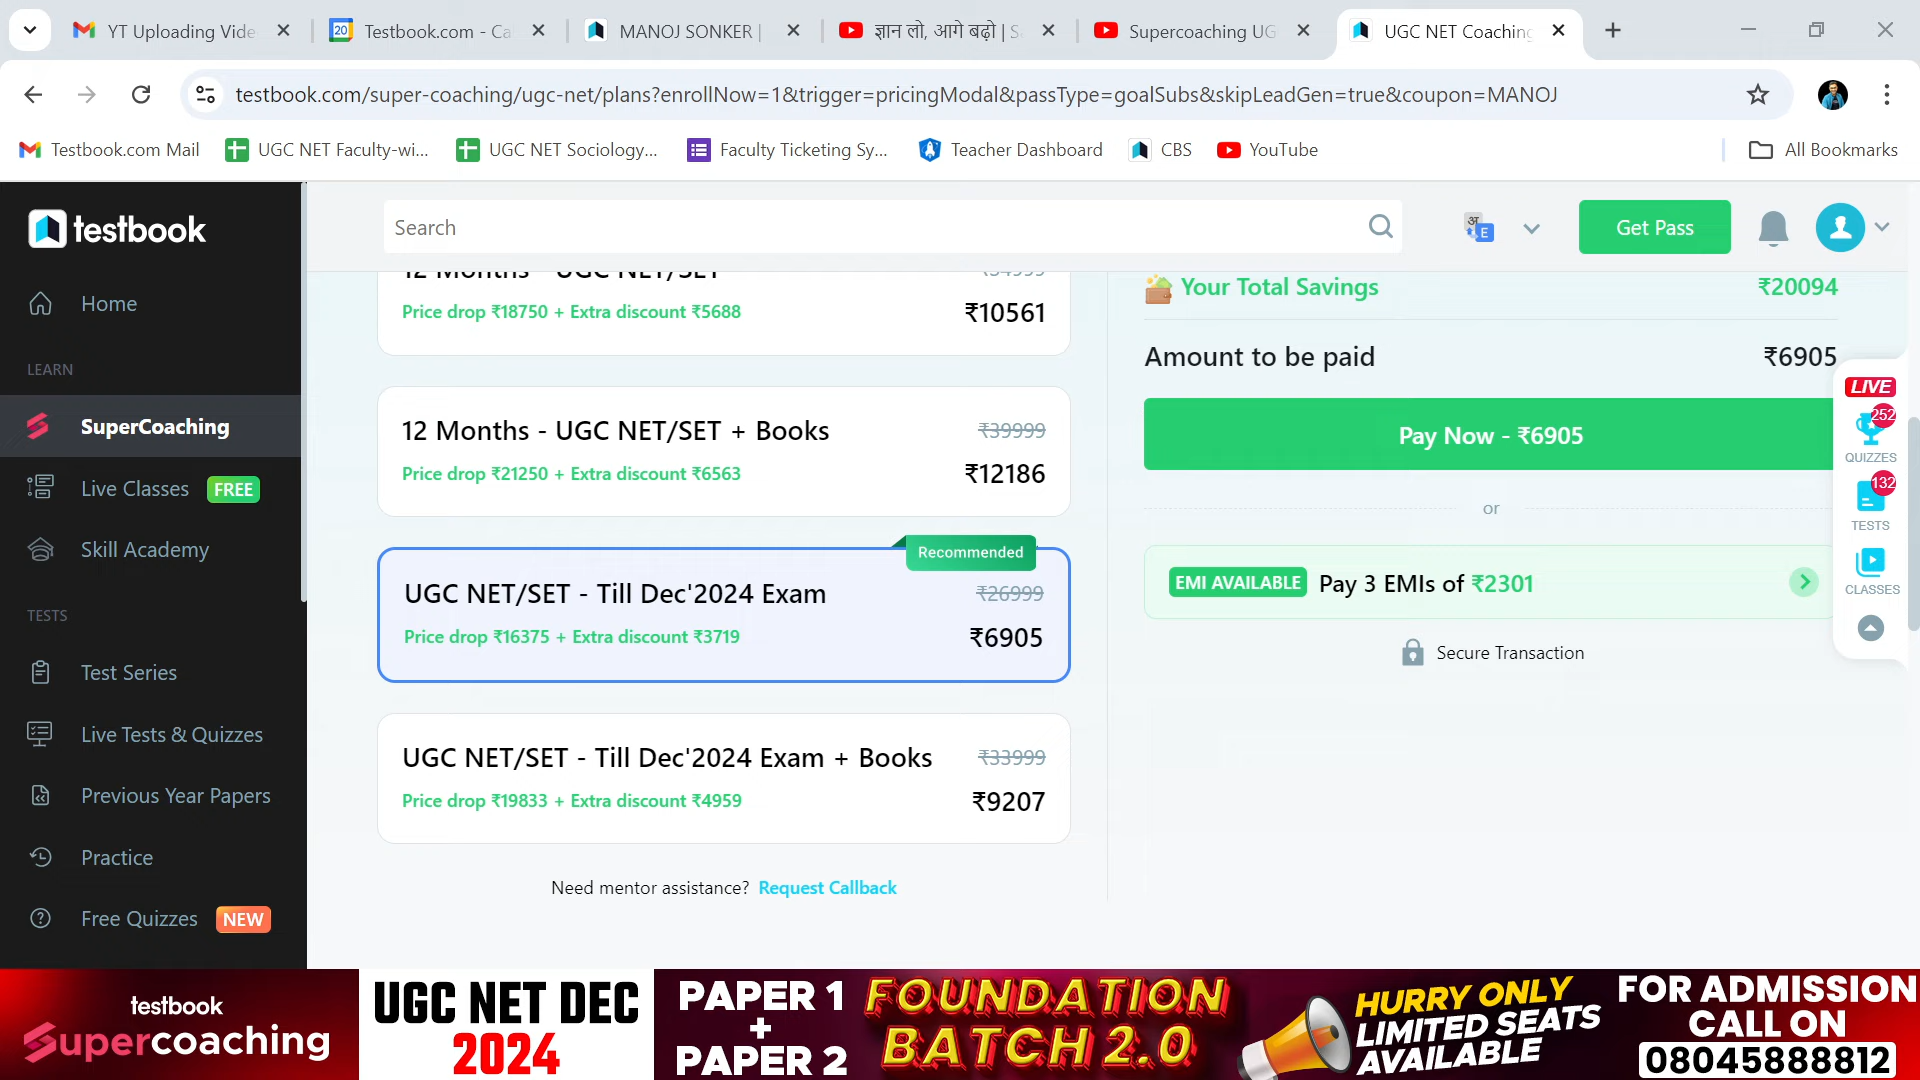 YT Uploading Vide
20
Testbook.com - Ca
MANOJ SONKER |
ज्ञान लो, आगे बढ़ो | S
Supercoaching UG
UGC NET Coaching
testbook.com/super-coaching/ugc-net/plans?enrollNow=1&trigger=pricingModal&passType=goalSubs&skipLeadGen=true&coupon=MANOJ
Testbook.com Mail
UGC NET Faculty-wi...
UGC NET Sociology...
Faculty Ticketing Sy...
Teacher Dashboard
CBS
YouTube
All Bookmarks
testbook
Search
अ E
Get Pass
Home
LEARN
SuperCoaching
Live Classes FREE
Skill Academy
TESTS
Test Series
Live Tests & Quizzes
Previous Year Papers
Practice
Free Quizzes NEW
12 Months - UGC NET/SET ₹34999
Price drop ₹18750 + Extra discount ₹5688 ₹10561
12 Months - UGC NET/SET + Books ₹39999
Price drop ₹21250 + Extra discount ₹6563 ₹12186
Recommended
UGC NET/SET - Till Dec'2024 Exam ₹26999
Price drop ₹16375 + Extra discount ₹3719 ₹6905
UGC NET/SET - Till Dec'2024 Exam + Books ₹33999
Price drop ₹19833 + Extra discount ₹4959 ₹9207
Need mentor assistance? Request Callback
Your Total Savings ₹20094
Amount to be paid ₹6905
Pay Now - ₹6905
or
EMI AVAILABLE Pay 3 EMIs of ₹2301
Secure Transaction
LIVE
252
QUIZZES
132
TESTS
CLASSES
testbook
Supercoaching
UGC NET DEC
2024
PAPER 1
+
PAPER 2
FOUNDATION
BATCH 2.0
HURRY ONLY
LIMITED SEATS
AVAILABLE
FOR ADMISSION
CALL ON
08045888812